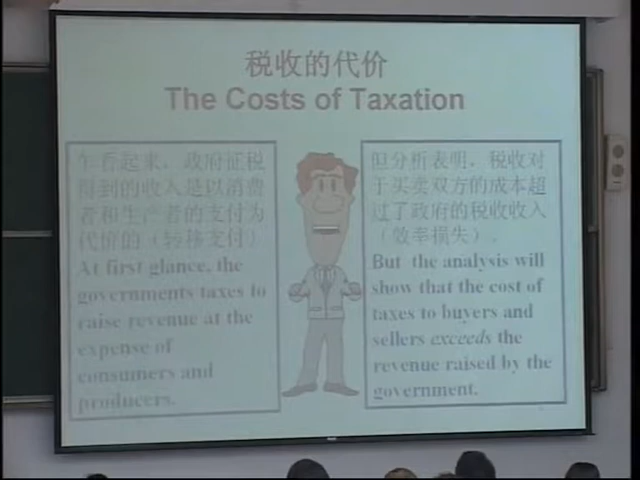 税收的代价
The Costs of Taxation
乍看起来，政府征税
得到的收入是以消费
者和生产者的支付为
代价的（转移支付）
At first glance, the
governments taxes to
raise revenue at the
expense of
consumers and
producers.
但分析表明，税收对
于买卖双方的成本超
过了政府的税收收入
（效率损失）.
But the analysis will
show that the cost of
taxes to buyers and
sellers exceeds the
revenue raised by the
government.